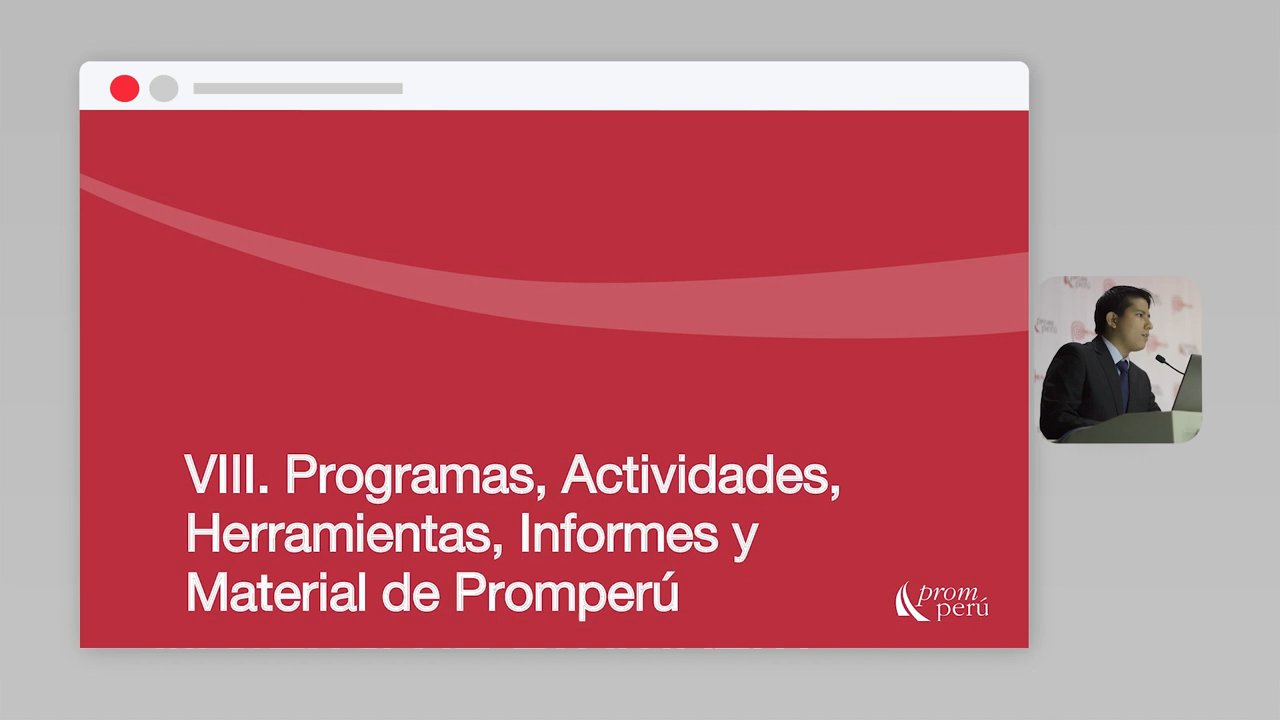 VIII. Programas, Actividades,
Herramientas, Informes y
Material de Promperú
prom
perú